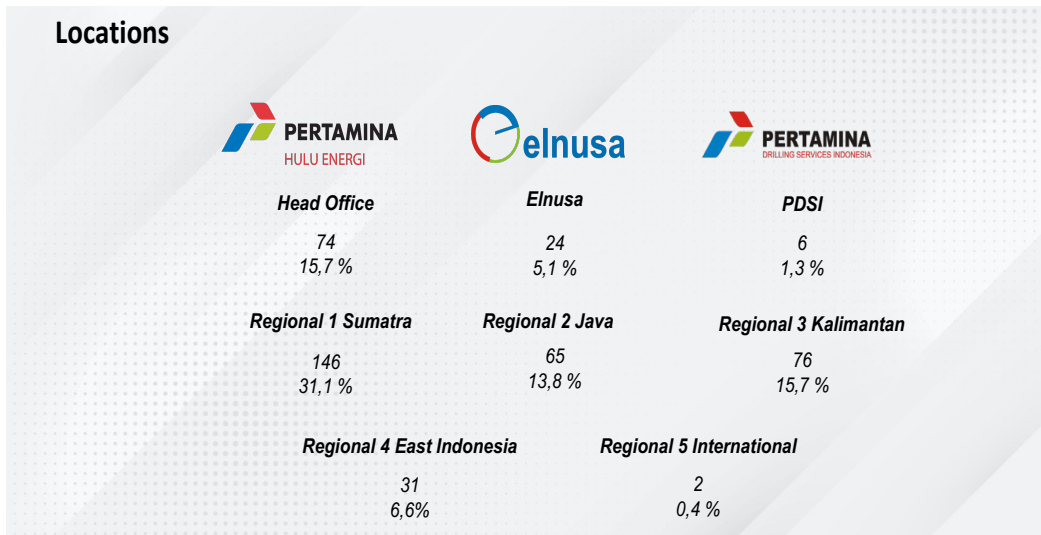 Locations
PERTAMINA
HULU ENERGI
elnusa
PERTAMINA
DRILLING SERVICES INDONESIA
Head Office
74
15,7 %
Elnusa
24
5,1 %
PDSI
6
1,3 %
Regional 1 Sumatra
146
31,1 %
Regional 2 Java
65
13,8 %
Regional 3 Kalimantan
76
15,7 %
Regional 4 East Indonesia
31
6,6%
Regional 5 International
2
0,4 %